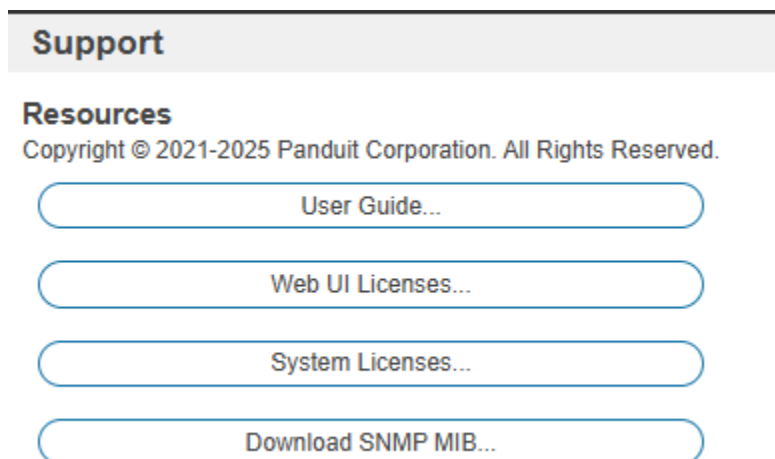 Support
Resources
Copyright © 2021-2025 Panduit Corporation. All Rights Reserved.
User Guide...
Web UI Licenses...
System Licenses...
Download SNMP MIB...